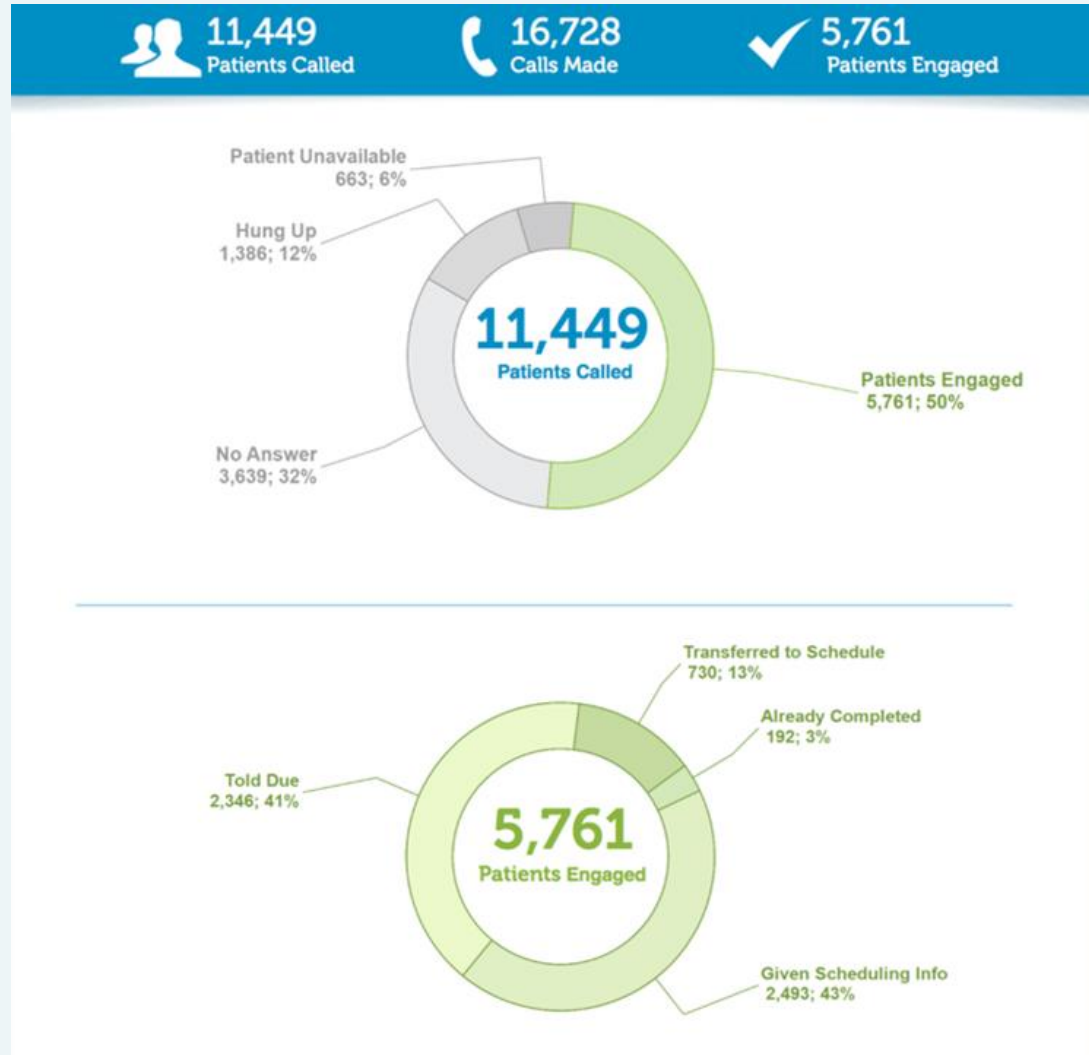 11,449
Patients Called
16,728
Calls Made
5,761
Patients Engaged
Patient Unavailable
663; 6%
Hung Up
1,386; 12%
11,449
Patients Called
Patients Engaged
5,761; 50%
No Answer
3,639; 32%
Transferred to Schedule
730; 13%
Already Completed
192; 3%
Told Due
2,346; 41%
5,761
Patients Engaged
Given Scheduling Info
2,493; 43%